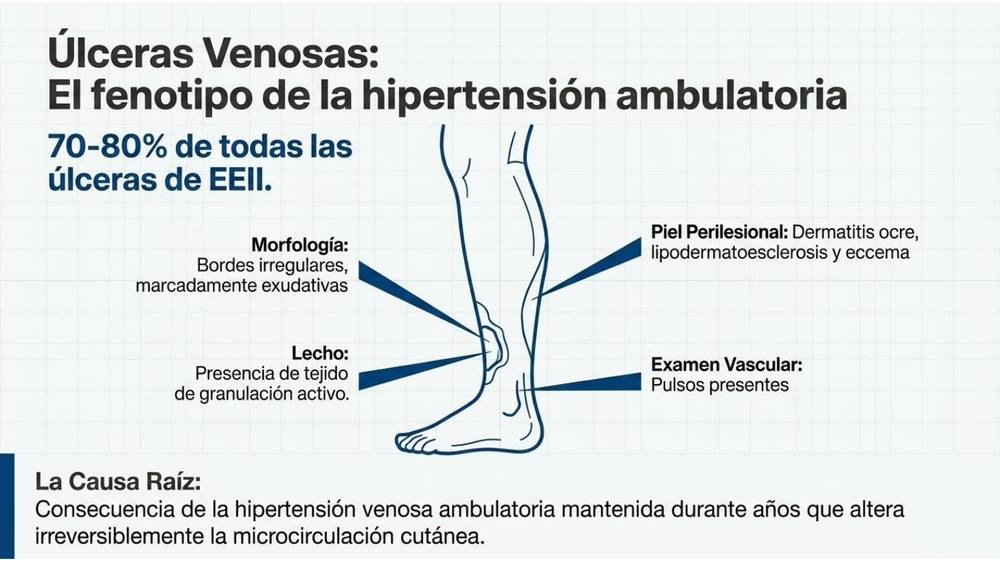 Úlceras Venosas:
El fenotipo de la hipertensión ambulatoria
70-80% de todas las
úlceras de EEII.
Morfología:
Bordes irregulares,
marcadamente exudativas
Lecho:
Presencia de tejido
de granulación activo.
Piel Perilesional: Dermatitis ocre,
lipodermatoesclerosis y eccema
Examen Vascular:
Pulsos presentes
La Causa Raíz:
Consecuencia de la hipertensión venosa ambulatoria mantenida durante años que altera
irreversiblemente la microcirculación cutánea.